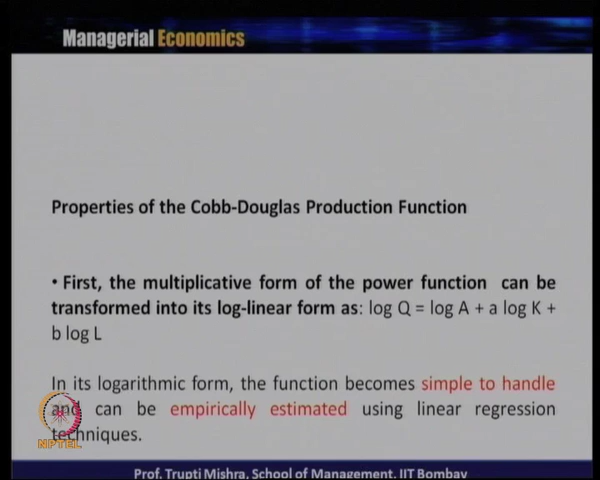 Managerial Economics
Properties of the Cobb-Douglas Production Function
• First, the multiplicative form of the power function can be
transformed into its log-linear form as: log Q = log A + a log K +
b log L
In its logarithmic form, the function becomes simple to handle
and can be empirically estimated using linear regression
techniques.
NPTEL
Prof. Trupti Mishra, School of Management, IIT Bombay